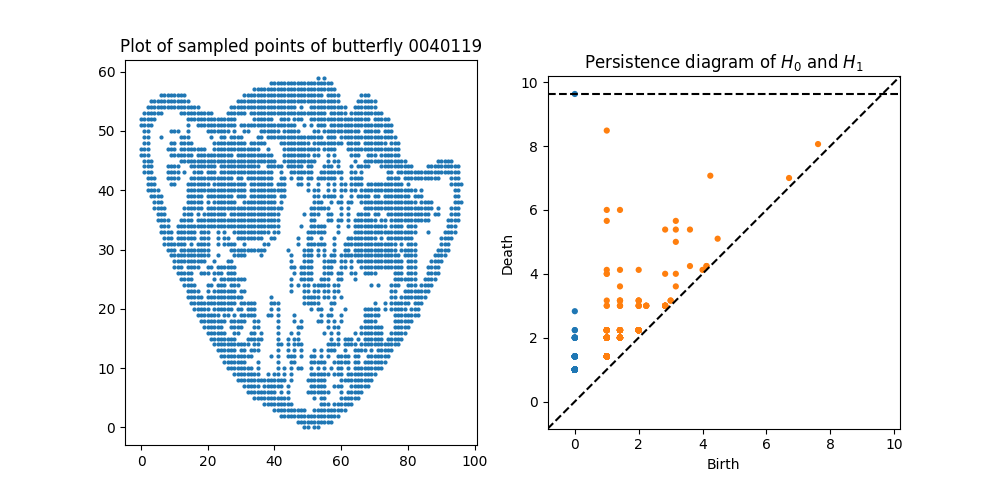 Plot of sampled points of butterfly 0040119
60
50
40
30
20
10
0
0 20 40 60 80 100
Persistence diagram of $H_0$ and $H_1$
10
8
6
4
2
0
Death
0 2 4 6 8 10
Birth